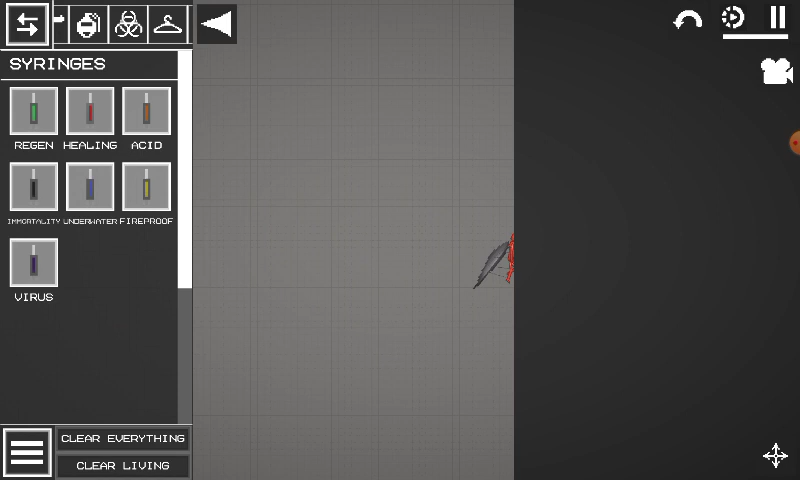 SYRINGES
REGEN HEALING ACID
IMMORTALITY UNDERWATER FIREPROOF
VIRUS
CLEAR EVERYTHING
CLEAR LIVING